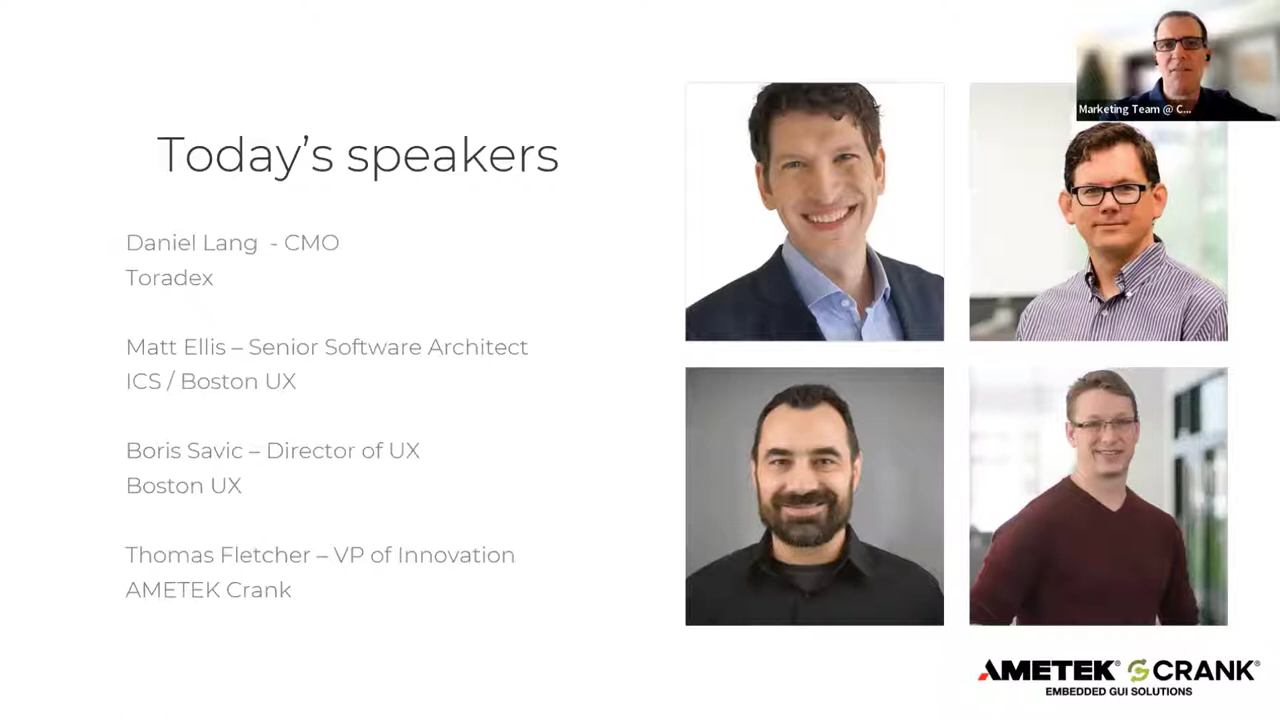 Today’s speakers
Daniel Lang - CMO
Toradex
Matt Ellis – Senior Software Architect
ICS / Boston UX
Boris Savic – Director of UX
Boston UX
Thomas Fletcher – VP of Innovation
AMETEK Crank
Marketing Team @ C...
AMETEK® CRANK®
EMBEDDED GUI SOLUTIONS